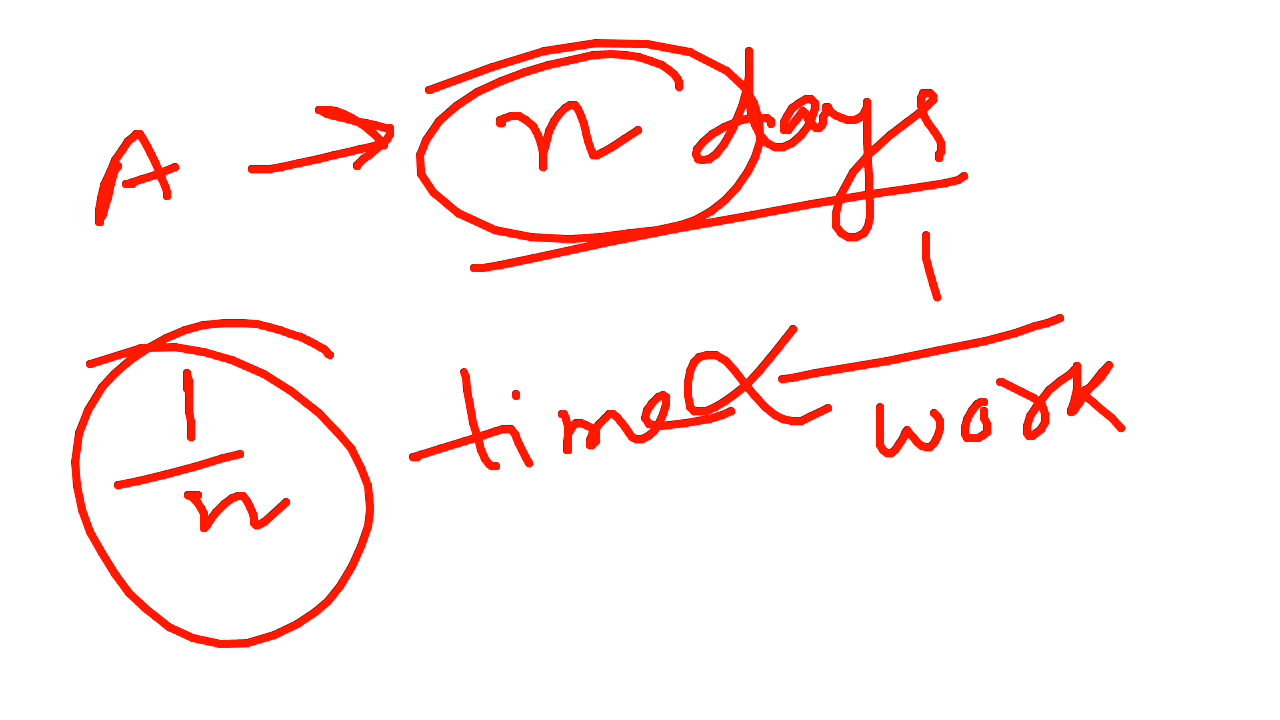 A → n days
1/n time ∝ 1/work